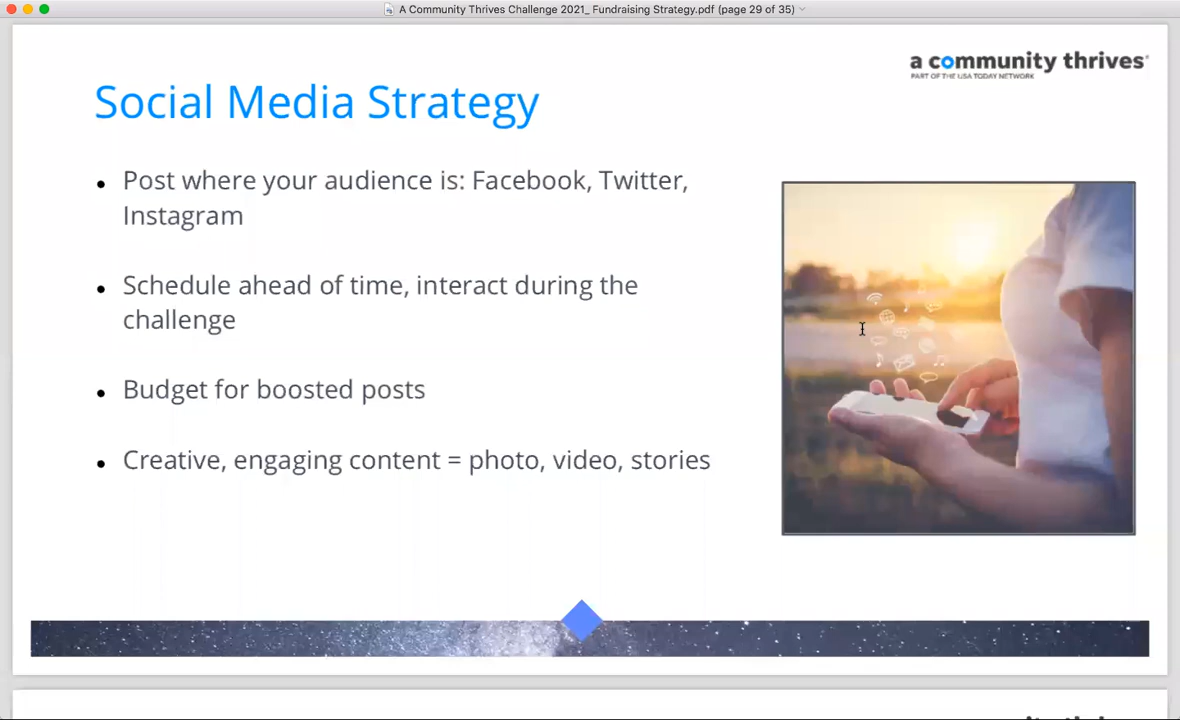 A Community Thrives Challenge 2021_ Fundraising Strategy.pdf (page 29 of 35)
a community thrives
PART OF THE USA TODAY NETWORK
Social Media Strategy
• Post where your audience is: Facebook, Twitter,
Instagram
• Schedule ahead of time, interact during the
challenge
• Budget for boosted posts
• Creative, engaging content = photo, video, stories